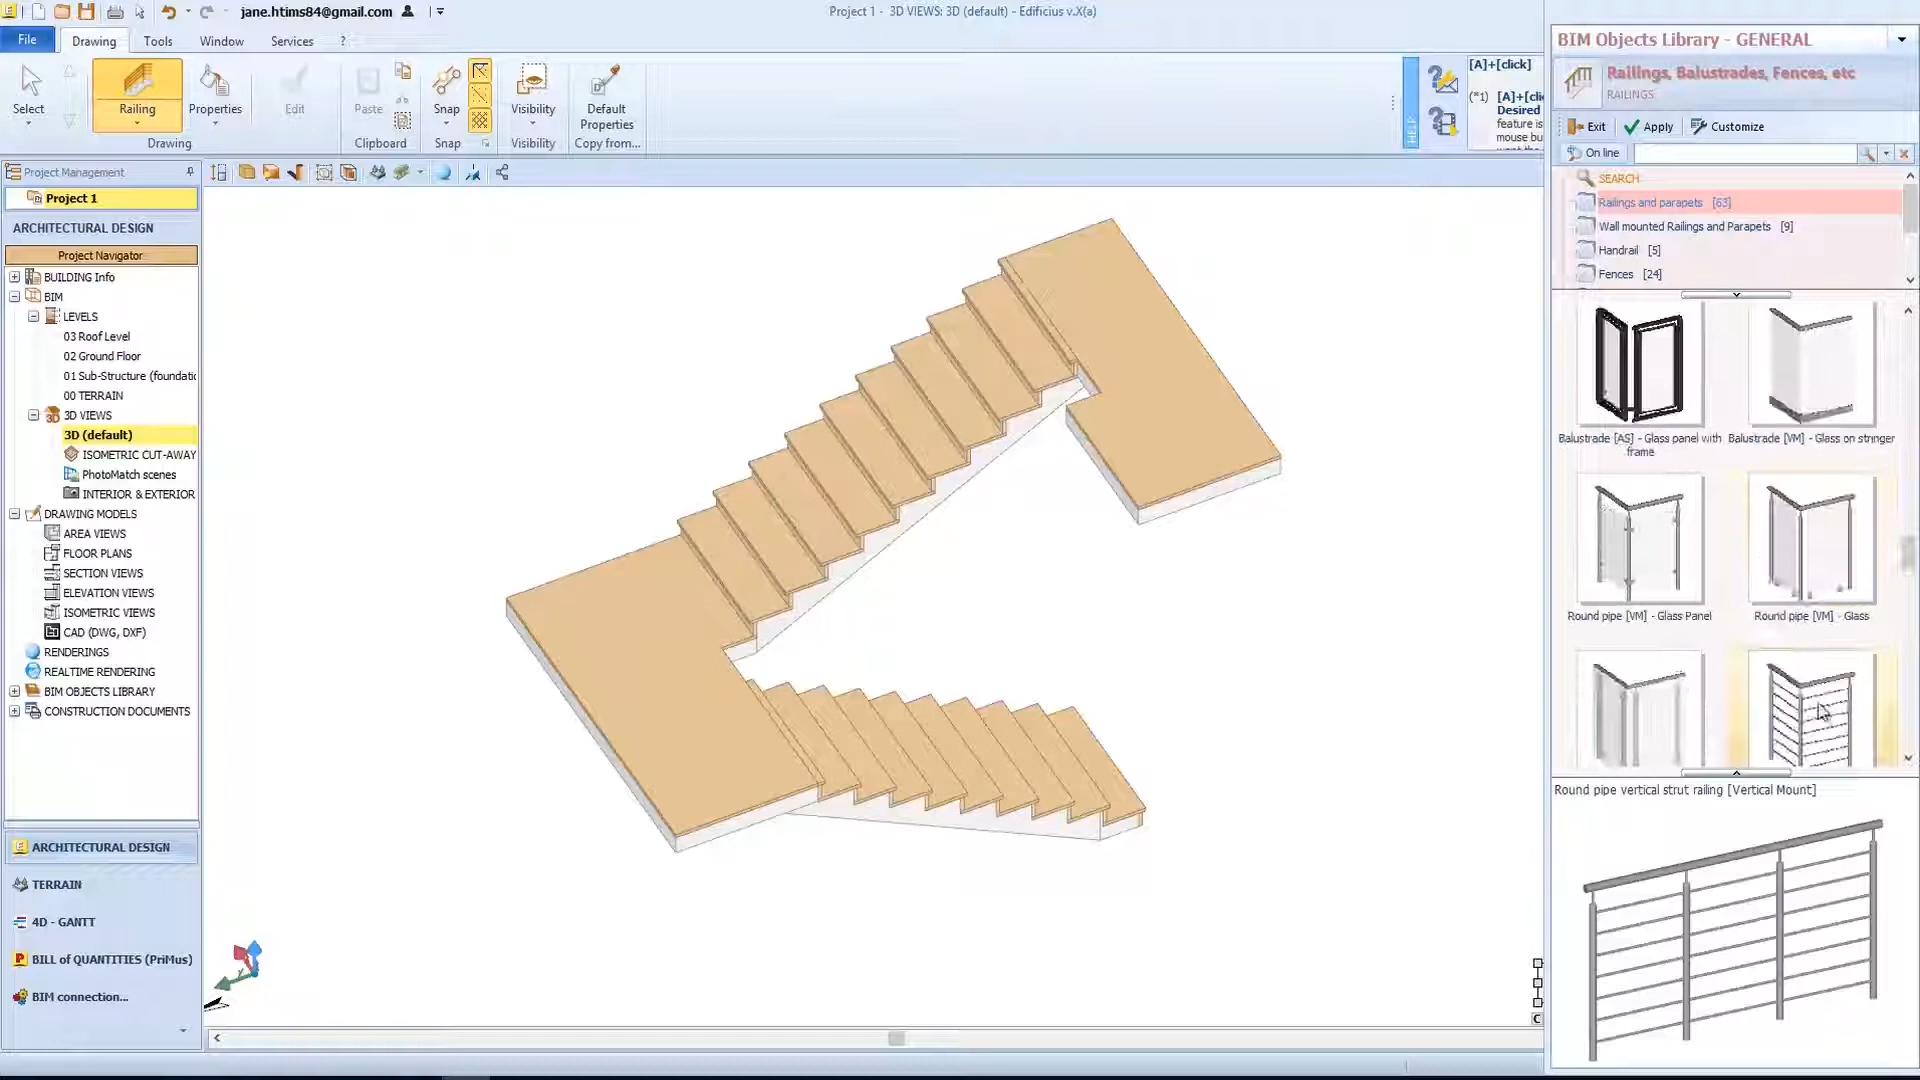 jane.htims84@gmail.com
Project 1 - 3D VIEWS: 3D (default) - Edificius v.X(a)
File
Drawing
Tools
Window
Services
?
Select
Railing
Properties
Edit
Paste
Snap
Visibility
Default
Properties
Drawing
Clipboard
Snap
Visibility
Copy from...
HELP
[A]+[click]
(*1) [A]+[clic
Desired
feature is
mouse bu
Project Management
Project 1
ARCHITECTURAL DESIGN
Project Navigator
BUILDING Info
BIM
LEVELS
03 Roof Level
02 Ground Floor
01 Sub-Structure (foundatic
00 TERRAIN
3D VIEWS
3D (default)
ISOMETRIC CUT-AWAY
PhotoMatch scenes
INTERIOR & EXTERIOR
DRAWING MODELS
AREA VIEWS
FLOOR PLANS
SECTION VIEWS
ELEVATION VIEWS
ISOMETRIC VIEWS
CAD (DWG, DXF)
RENDERINGS
REALTIME RENDERING
BIM OBJECTS LIBRARY
CONSTRUCTION DOCUMENTS
ARCHITECTURAL DESIGN
TERRAIN
4D - GANTT
BILL of QUANTITIES (PriMus)
BIM connection...
C
BIM Objects Library - GENERAL
Railings, Balustrades, Fences, etc
RAILINGS
Exit
Apply
Customize
On line
SEARCH
Railings and parapets [63]
Wall mounted Railings and Parapets [9]
Handrail [5]
Fences [24]
Balustrade [AS] - Glass panel with
frame
Balustrade [VM] - Glass on stringer
Round pipe [VM] - Glass Panel
Round pipe [VM] - Glass
Round pipe vertical strut railing [Vertical Mount]